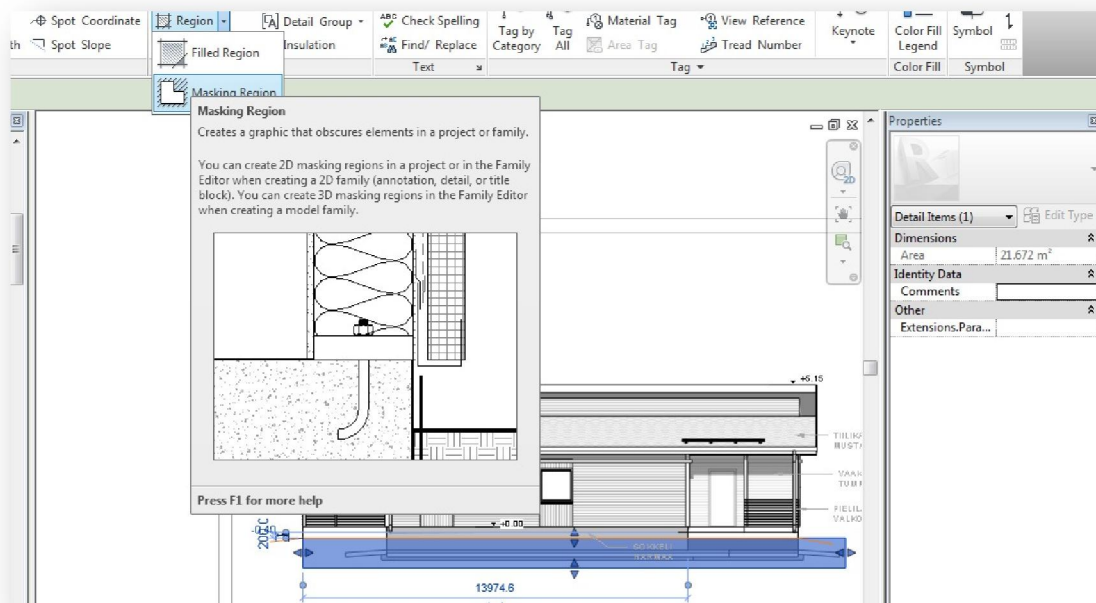 Spot Coordinate
Region
Detail Group
Check Spelling
Material Tag
View Reference
Spot Slope
Insulation
Find/ Replace
Tag by Category
Tag All
Area Tag
Tread Number
Keynote
Color Fill Legend
Symbol
Filled Region
Masking Region
Text
Tag
Color Fill
Symbol
Masking Region
Creates a graphic that obscures elements in a project or family.
You can create 2D masking regions in a project or in the Family
Editor when creating a 2D family (annotation, detail, or title
block). You can create 3D masking regions in the Family Editor
when creating a model family.
Press F1 for more help
2D
Properties
Detail Items (1)
Edit Type
Dimensions
Area
21.672 m²
Identity Data
Comments
Other
Extensions.Para...
+5.15
±0.00
SOKKELI
HARMAA
13974.6